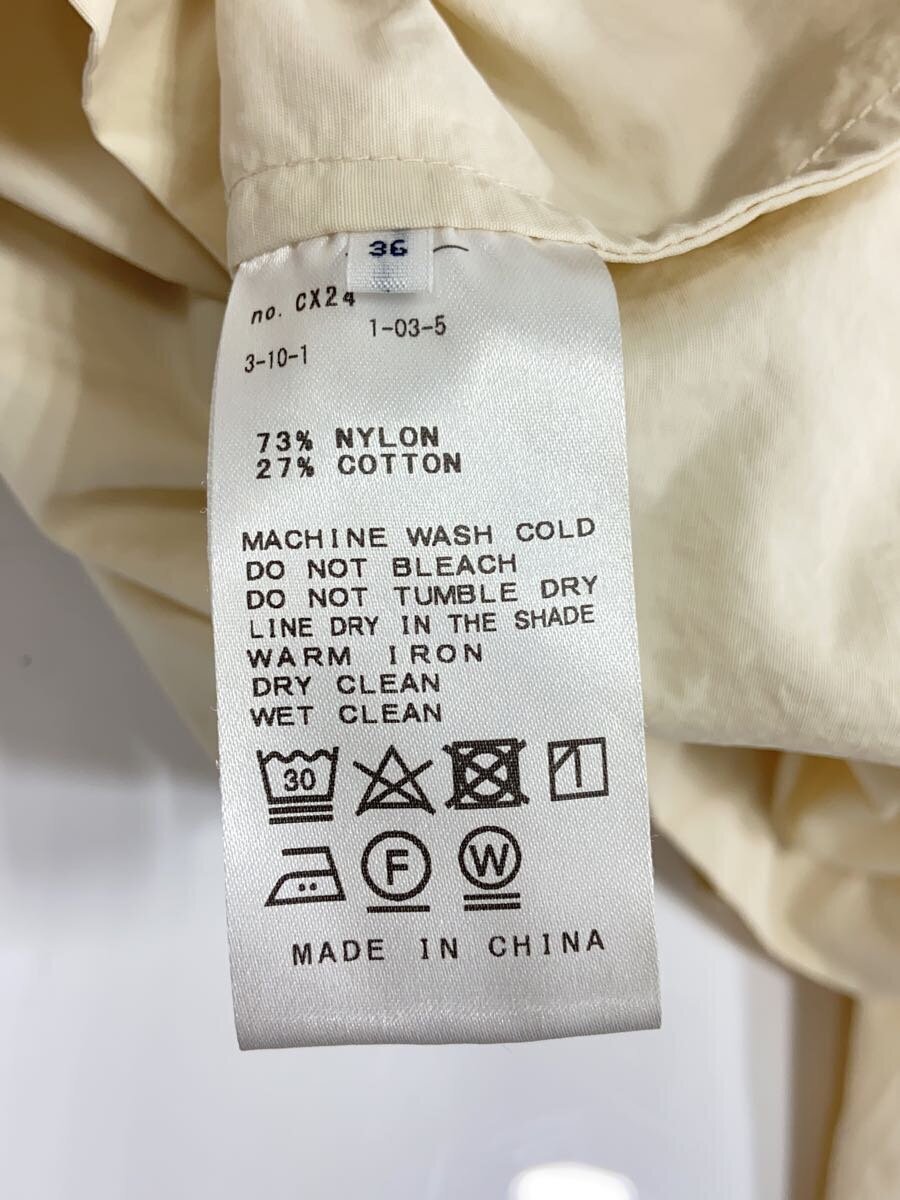 36
no. CX24
1-03-5
3-10-1
73% NYLON
27% COTTON
MACHINE WASH COLD
DO NOT BLEACH
DO NOT TUMBLE DRY
LINE DRY IN THE SHADE
WARM IRON
DRY CLEAN
WET CLEAN
30
F W
MADE IN CHINA